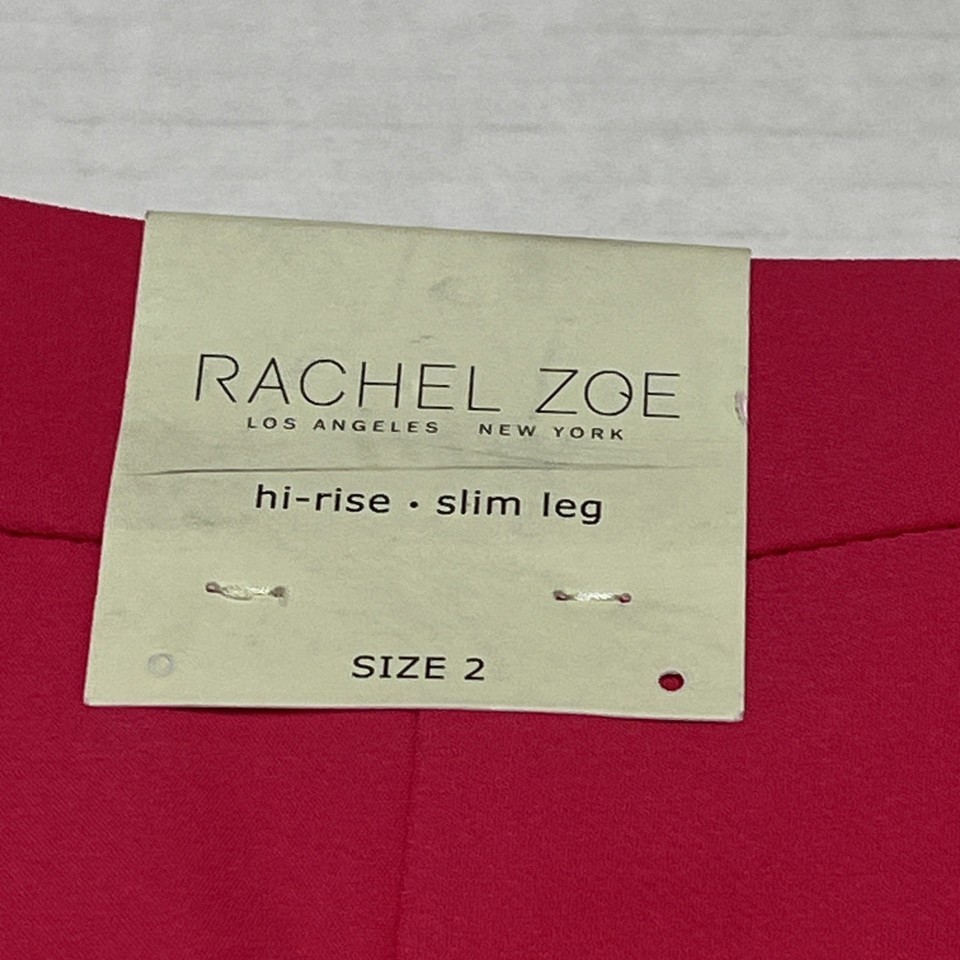 RACHEL ZOE
LOS ANGELES NEW YORK
hi-rise · slim leg
SIZE 2